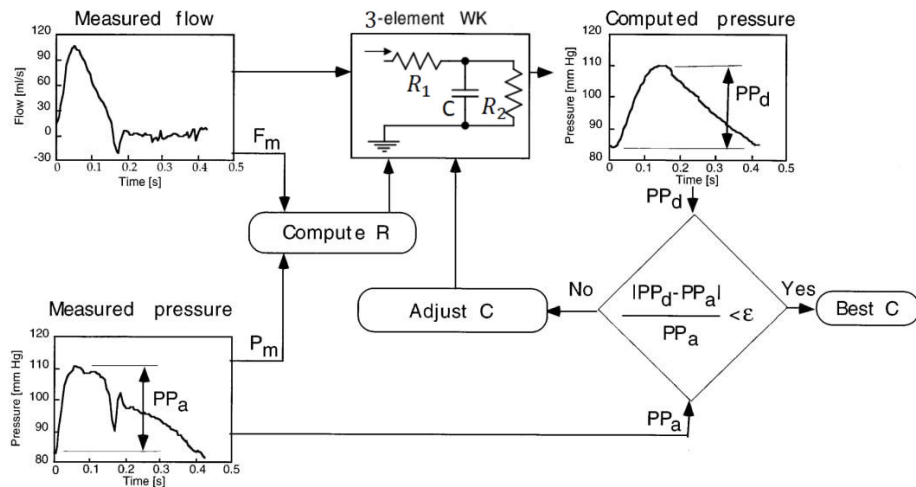 Measured flow
120
90
60
30
0
-30
Flow [ml/s]
0 0.1 0.2 0.3 0.4 0.5
Time [s]
F_m
3-element WK
R_1
C
R_2
Computed pressure
120
110
100
90
80
Pressure [mm Hg]
PP_d
0 0.1 0.2 0.3 0.4 0.5
Time [s]
PP_d
Compute R
Measured pressure
120
110
100
90
80
Pressure [mm Hg]
PP_a
0 0.1 0.2 0.3 0.4 0.5
Time [s]
P_m
Adjust C
No
|PP_d-PP_a|
PP_a
<ε
Yes
Best C
PP_a